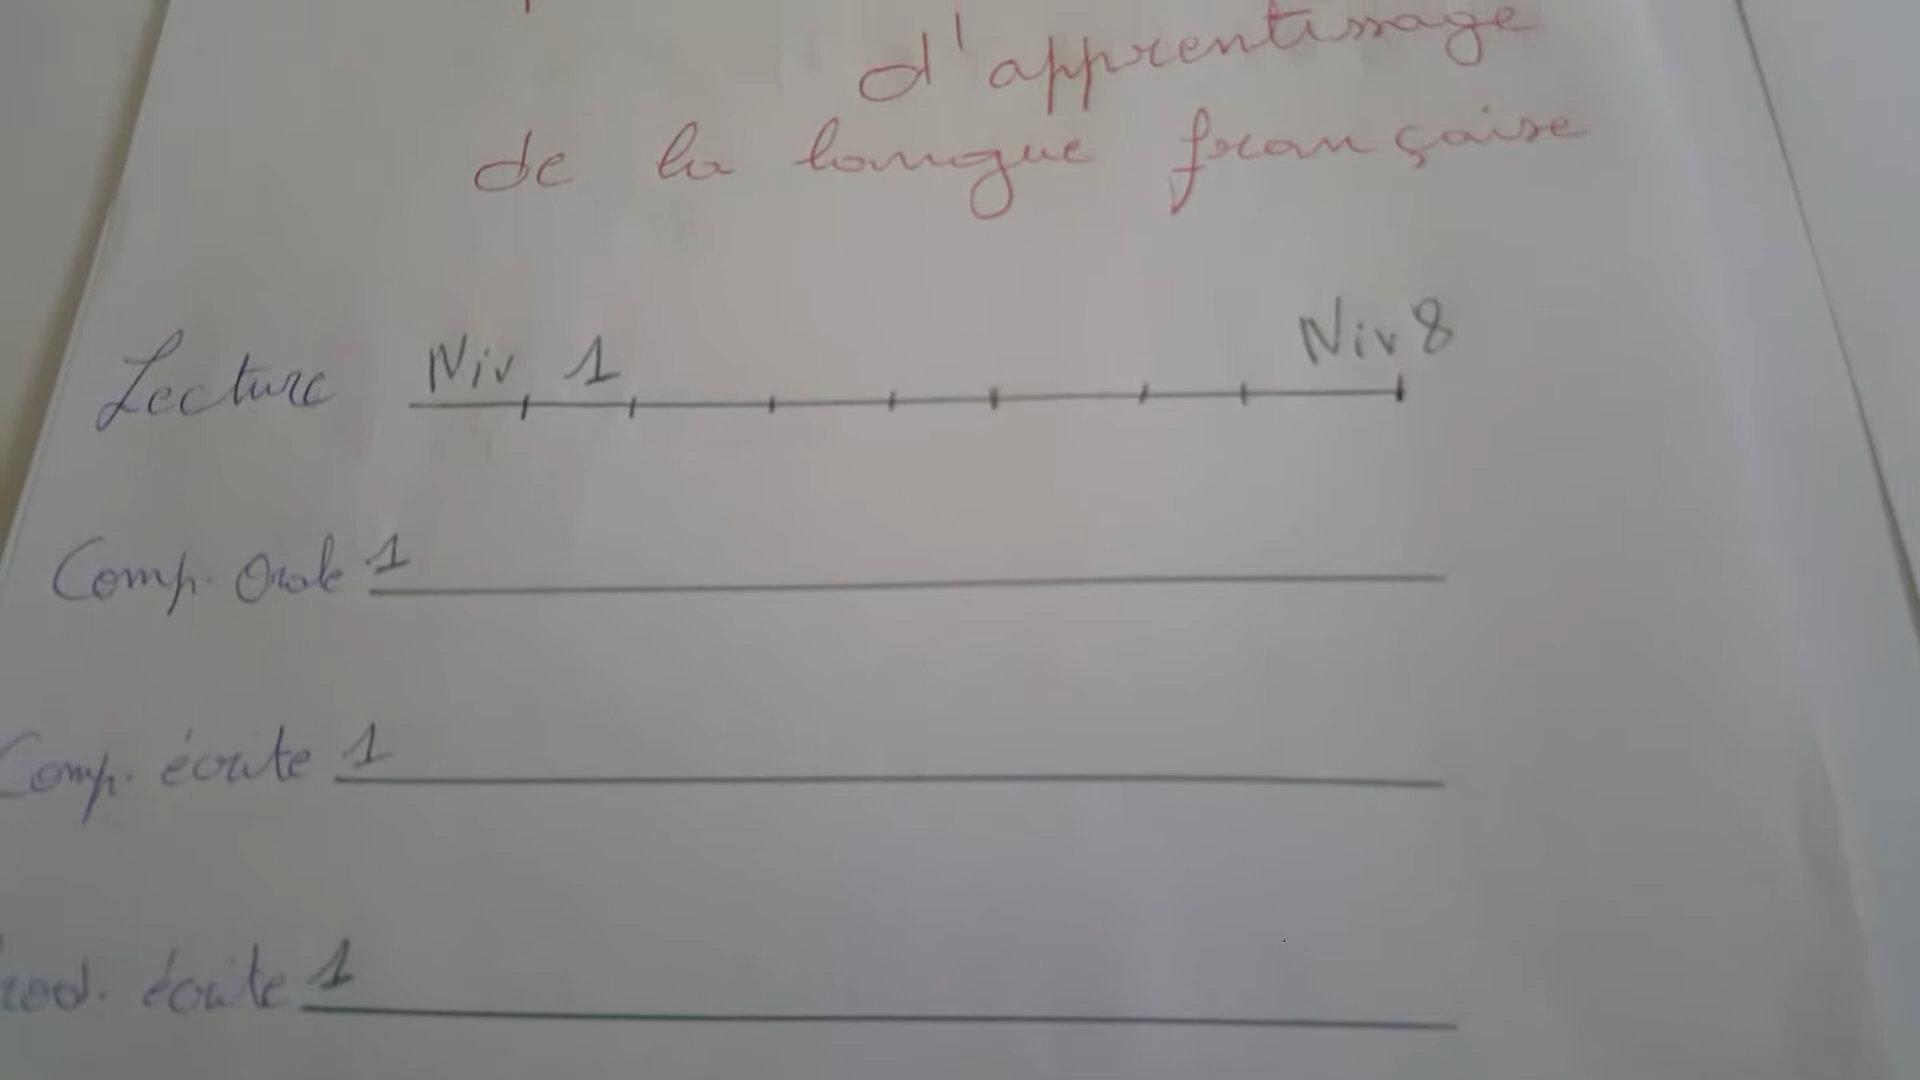 d'apprentissage
de la langue française
Lecture Niv 1 Niv 8
Comp. Orale 1
Comp. écrite 1
rod. écrite 1